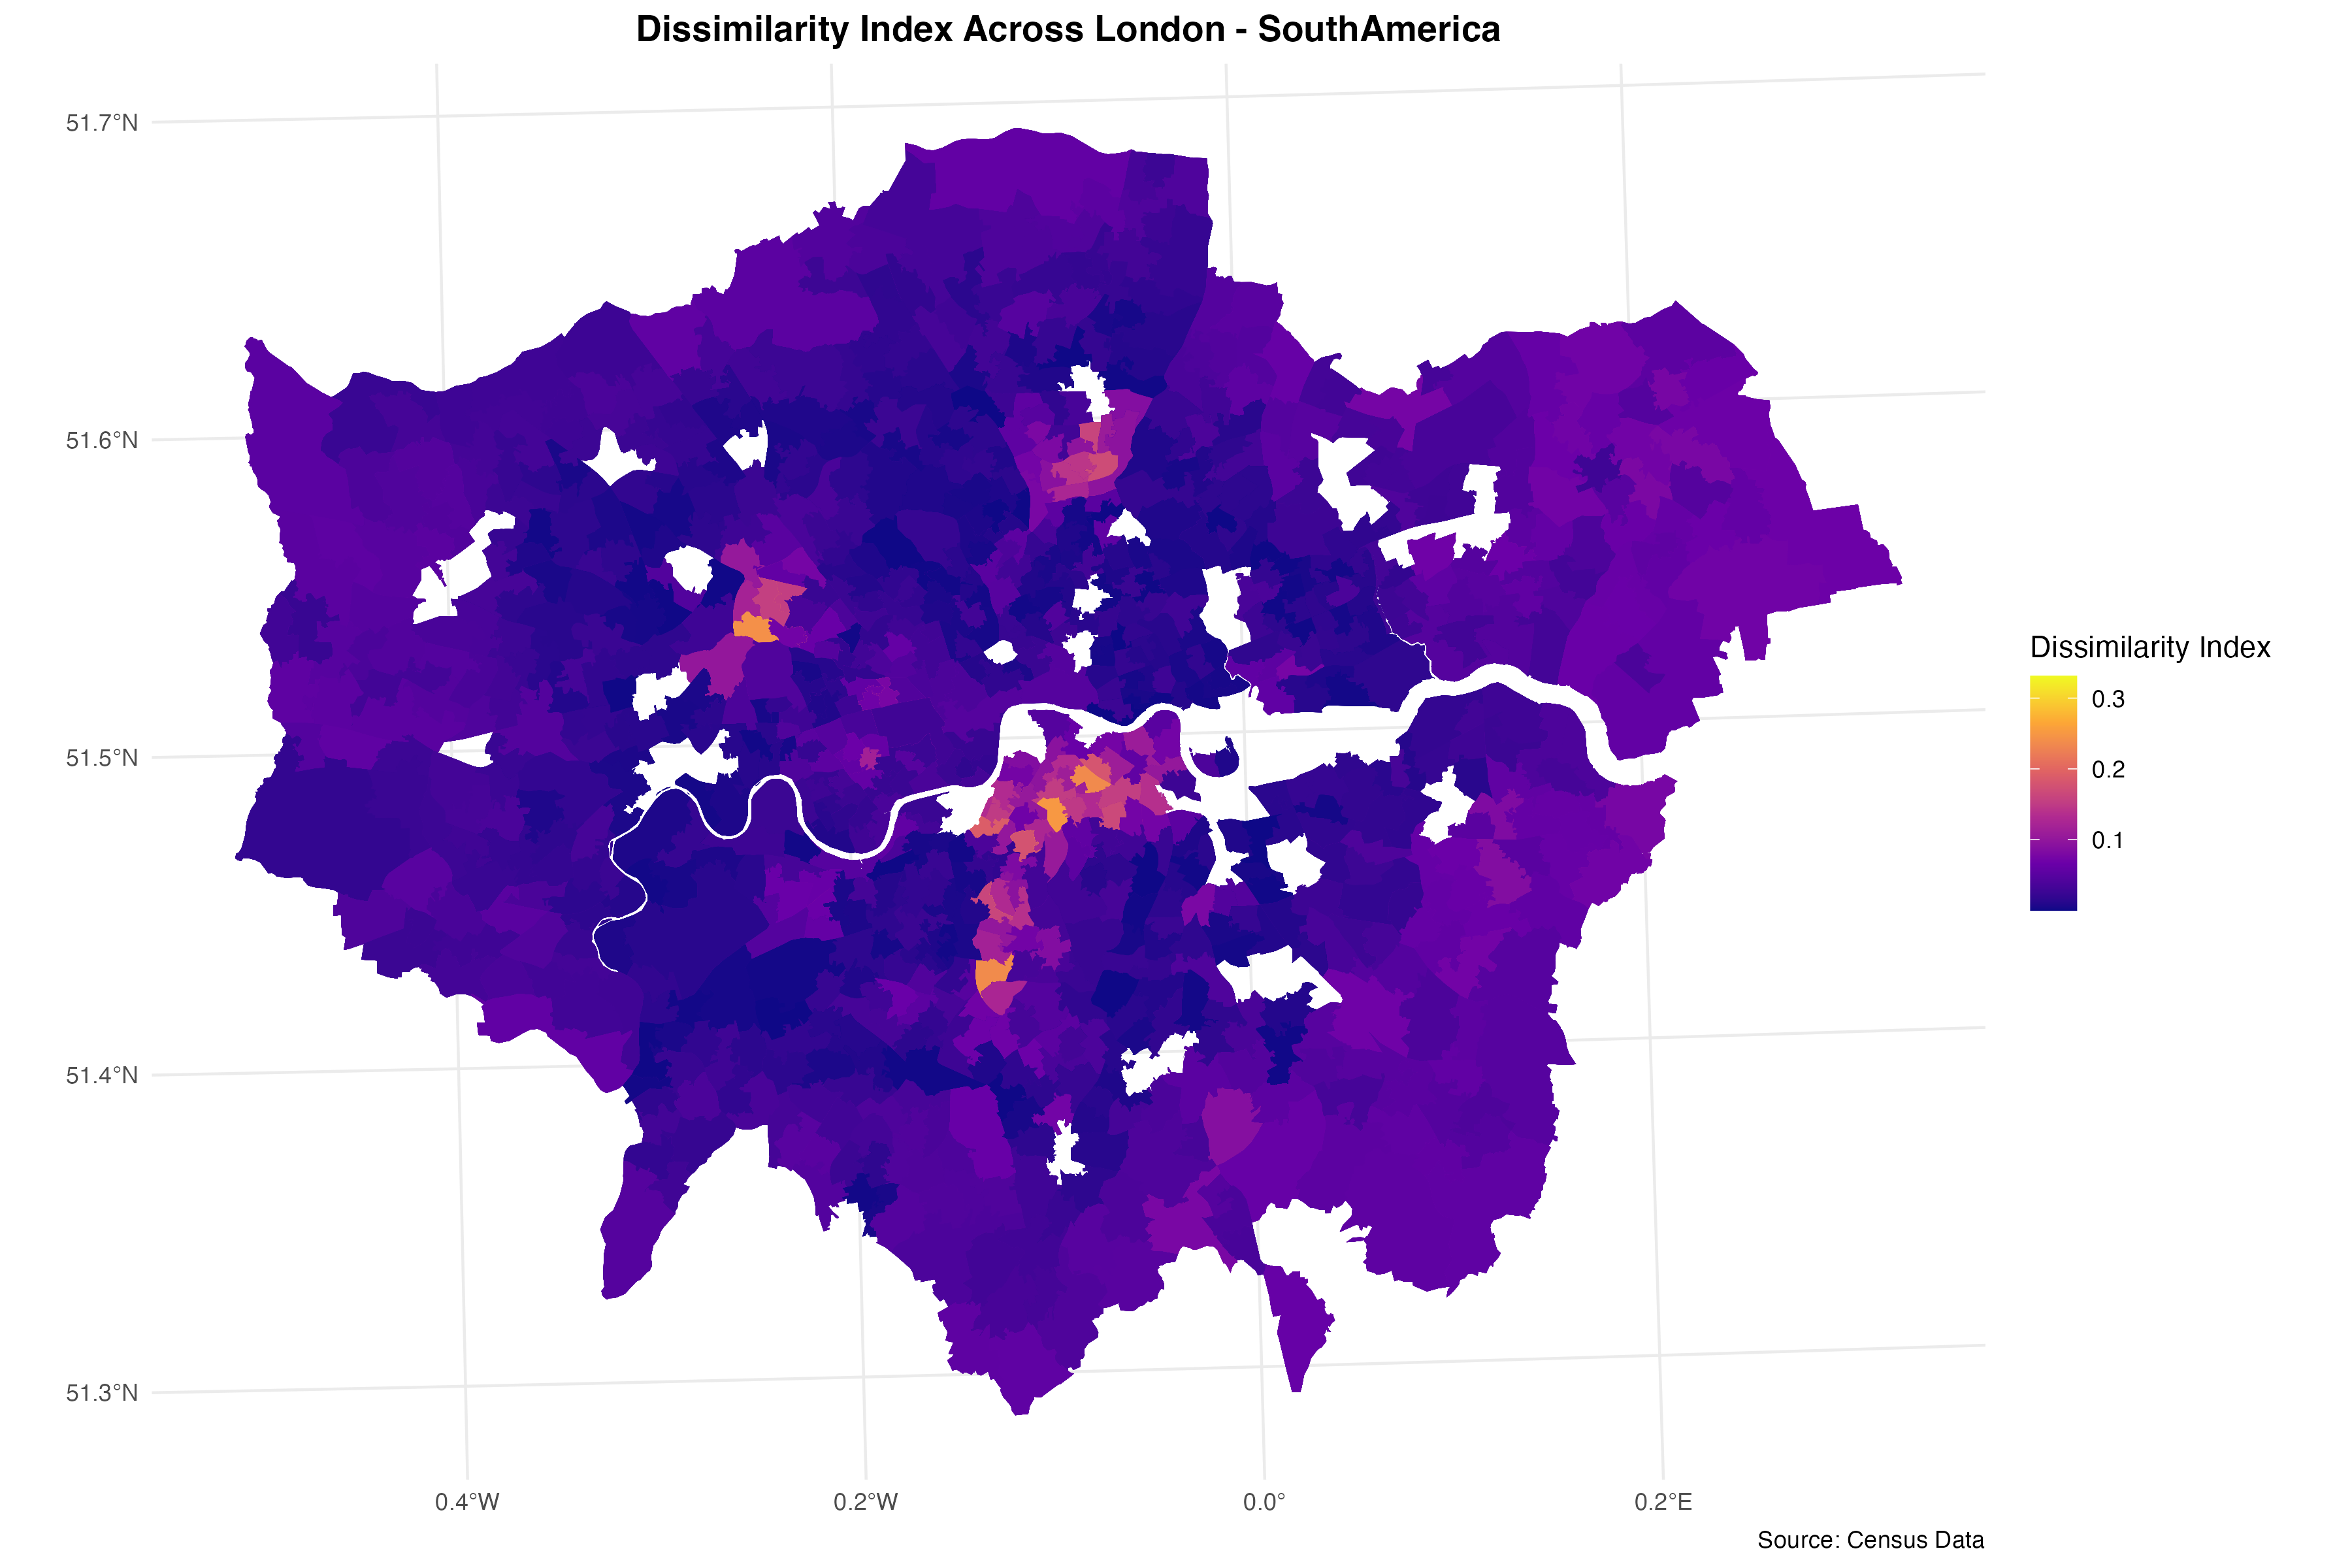 Dissimilarity Index Across London - SouthAmerica
51.7°N
51.6°N
51.5°N
51.4°N
51.3°N
0.4°W
0.2°W
0.0°
0.2°E
Dissimilarity Index
0.3
0.2
0.1
Source: Census Data